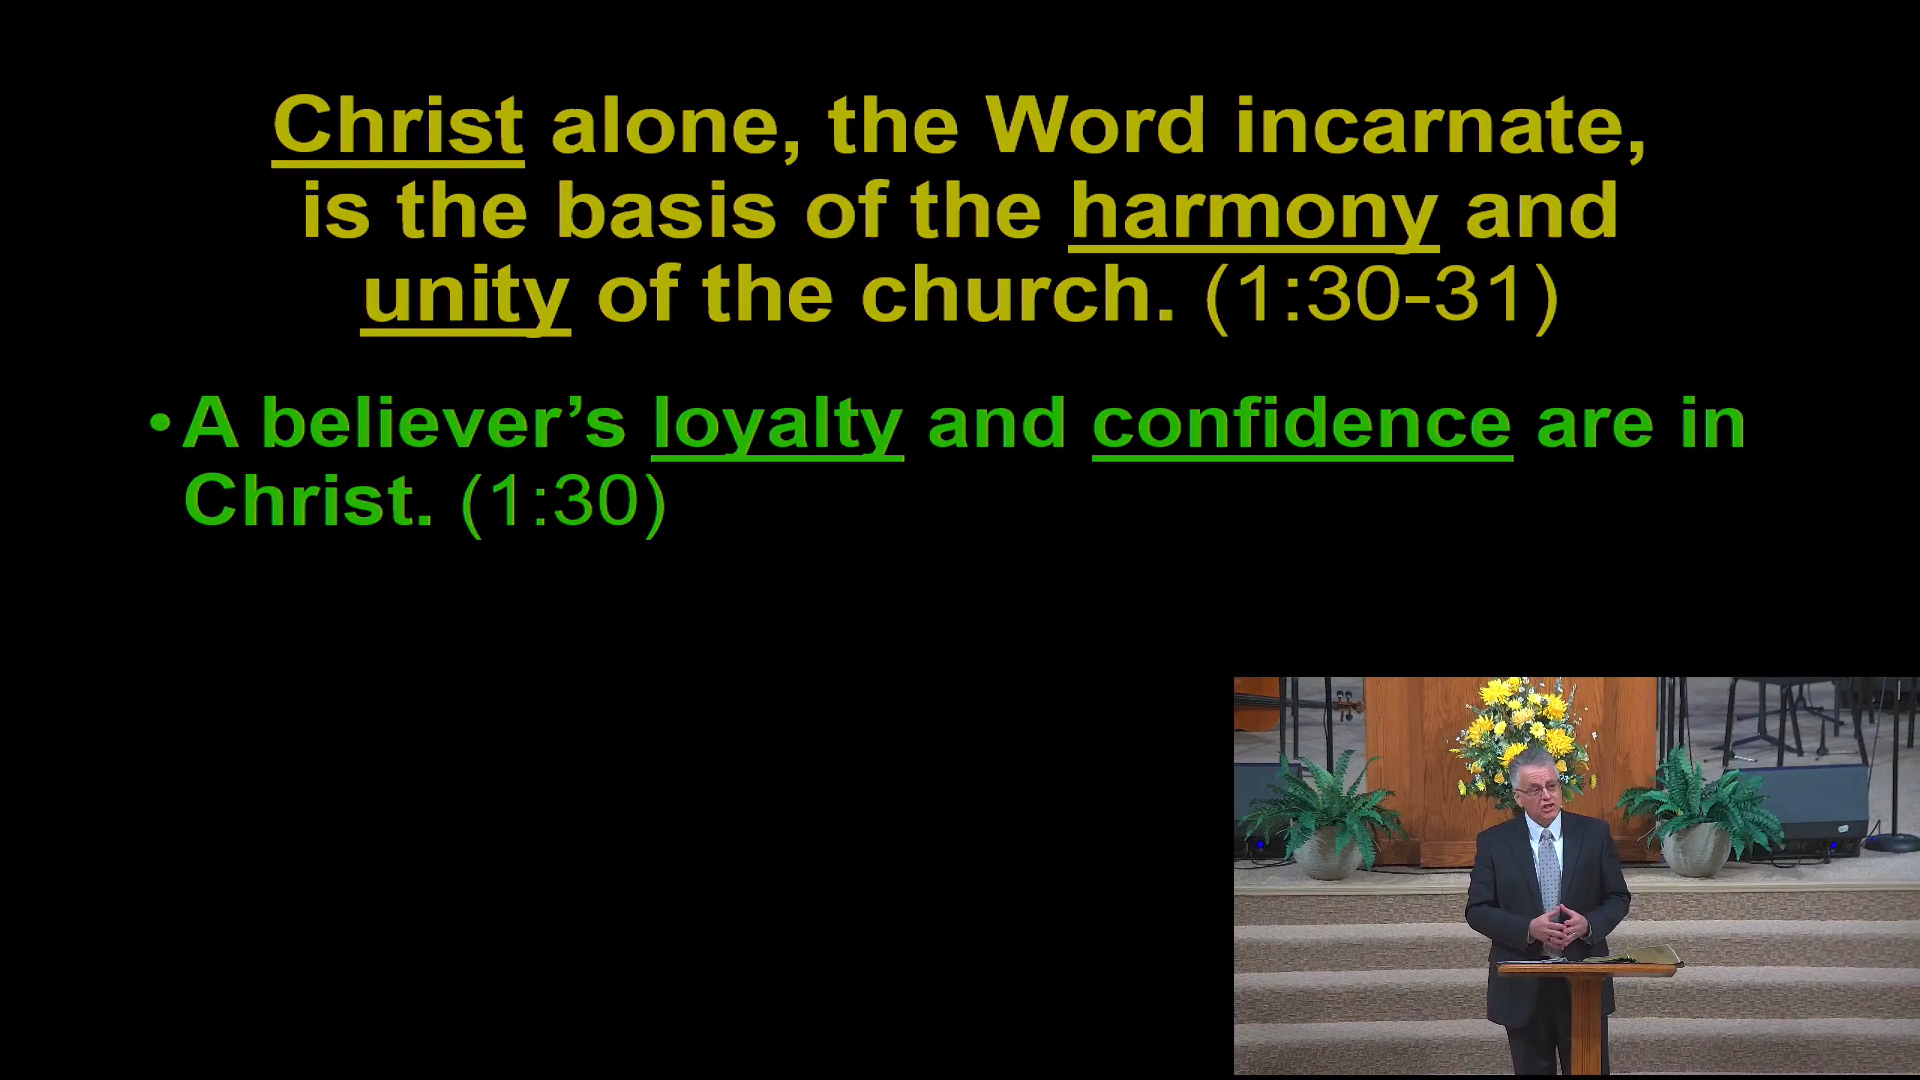 Christ alone, the Word incarnate,
is the basis of the harmony and
unity of the church. (1:30-31)
•A believer’s loyalty and confidence are in
Christ. (1:30)